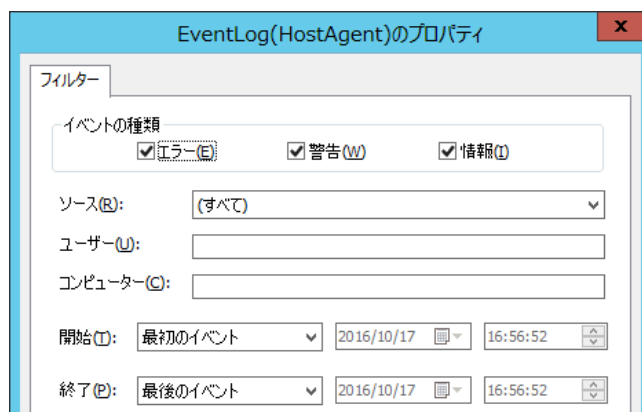 EventLog(HostAgent)のプロパティ
x
フィルター
イベントの種類
エラー(E) 警告(W) 情報(I)
ソース(R): (すべて)
ユーザー(U):
コンピューター(C):
開始(T): 最初のイベント 2016/10/17 16:56:52
終了(P): 最後のイベント 2016/10/17 16:56:52